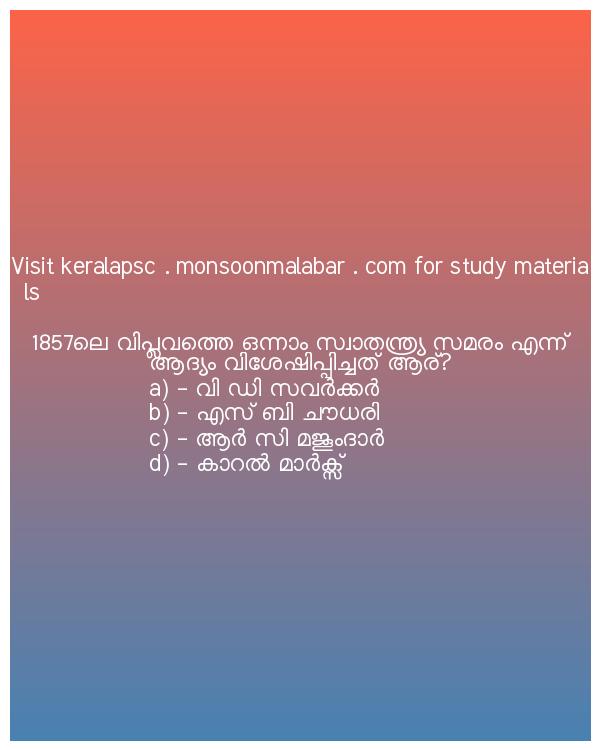 Visit keralapsc . monsoonmalabar . com for study materia
ls
1857ലെ വിപ്ലവത്തെ ഒന്നാം സ്വാതന്ത്ര്യ സമരം എന്ന്
ആദ്യം വിശേഷിപ്പിച്ചത് ആര്?
a) - വി ഡി സവർക്കർ
b) - എസ് ബി ചൗധരി
c) - ആർ സി മജൂംദാർ
d) - കാറൽ മാർക്സ്